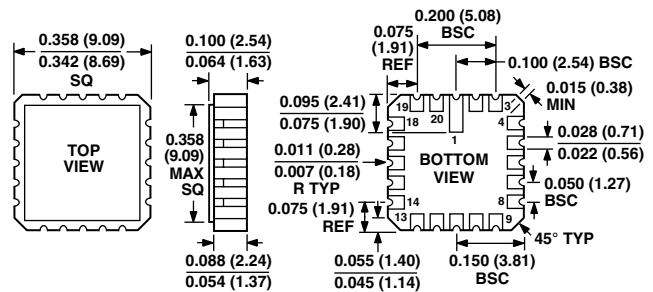 0.358 (9.09)
0.342 (8.69)
SQ
TOP
VIEW
0.100 (2.54)
0.064 (1.63)
0.358
(9.09)
MAX
SQ
0.088 (2.24)
0.054 (1.37)
0.200 (5.08)
BSC
0.075
(1.91)
REF
0.100 (2.54) BSC
0.015 (0.38)
MIN
0.095 (2.41)
0.075 (1.90)
19
20
3
18
4
1
0.028 (0.71)
0.022 (0.56)
0.011 (0.28)
0.007 (0.18)
R TYP
BOTTOM
VIEW
0.050 (1.27)
BSC
0.075 (1.91)
REF
14
8
13
9
45° TYP
0.055 (1.40)
0.045 (1.14)
0.150 (3.81)
BSC